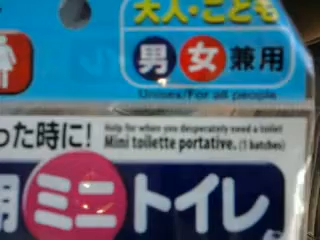 大人・こども
男 女 兼用
Unisex/For all people
った時に!
Help for when you desperately need a toilet
Mini toilette portative. (1 batches)
用ミニトイレ